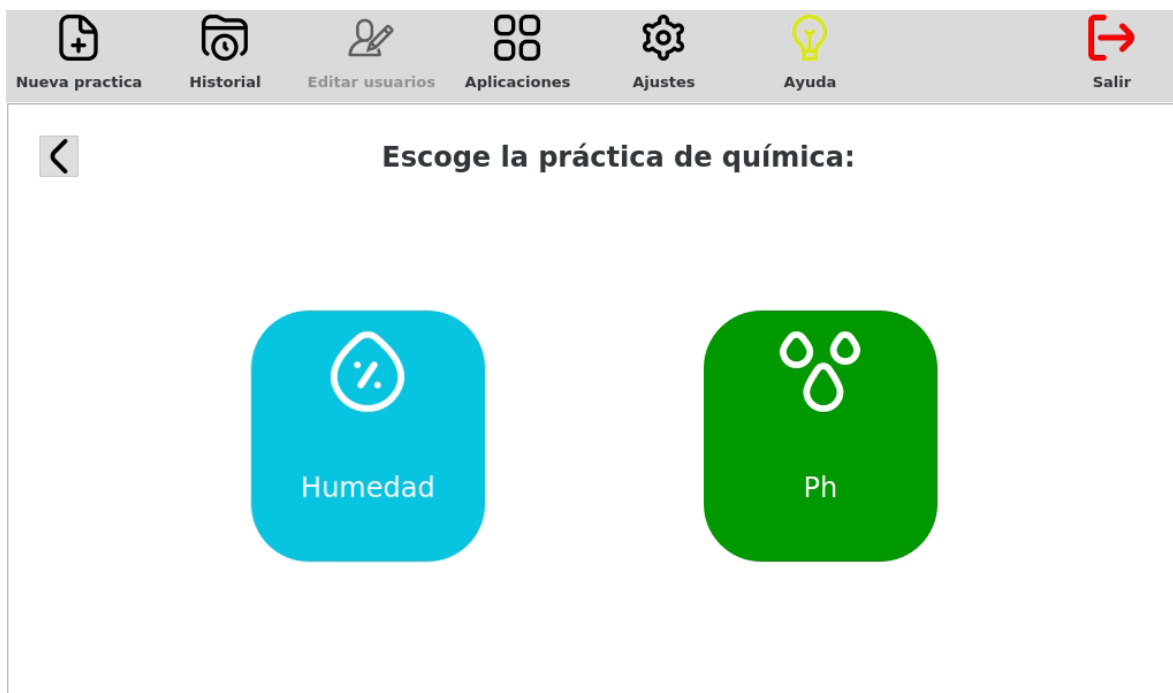 Nueva practica Historial Editar usuarios Aplicaciones Ajustes Ayuda Salir
Escoge la práctica de química:
%
Humedad Ph